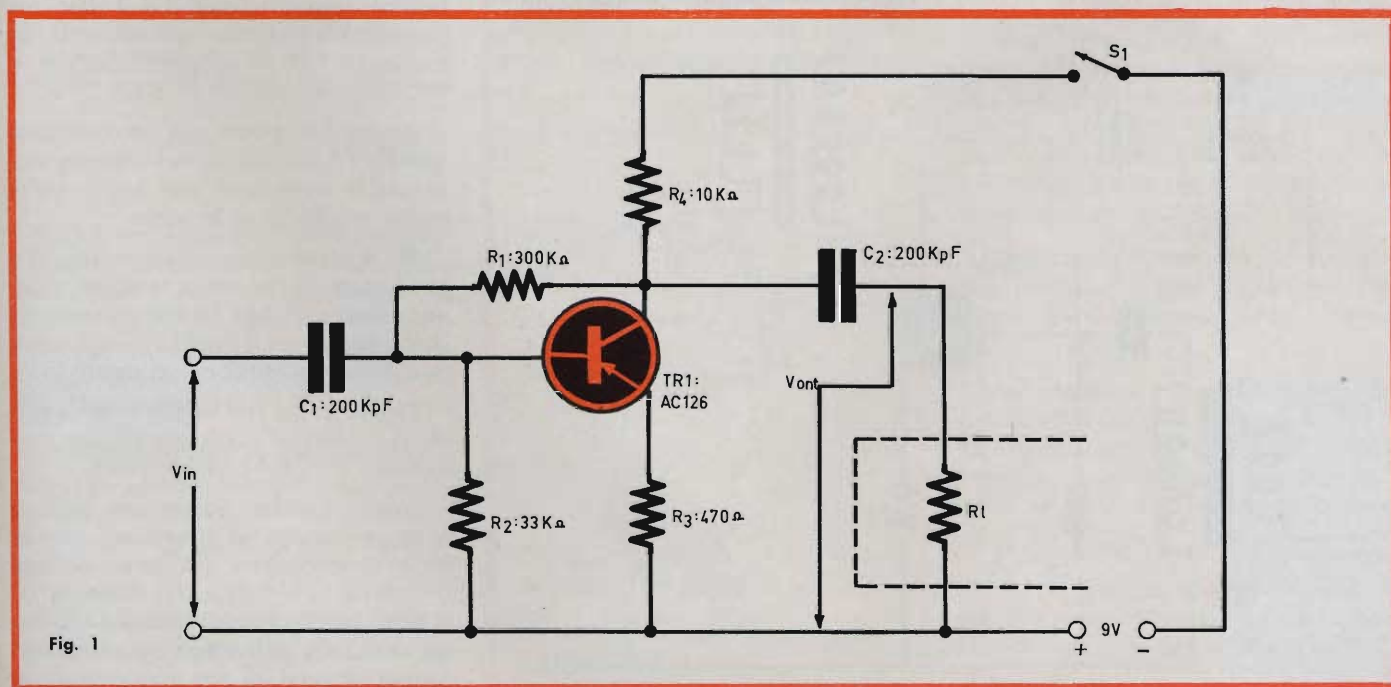 S1
R4:10KΩ
R1:300KΩ
C2:200KpF
C1:200KpF
TR1:
AC126
Vont
Vin
R2:33KΩ
R3:470Ω
Rl
Fig. 1
9V
+ −